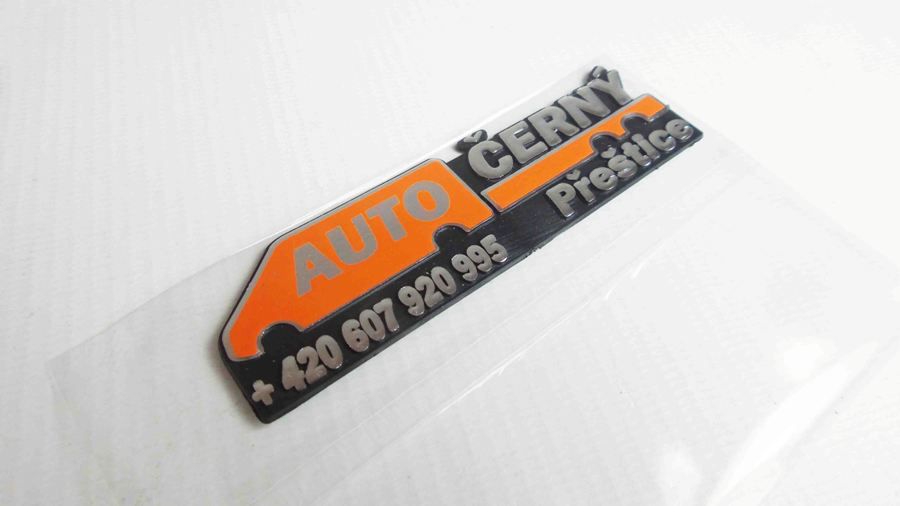 AUTO
ČERNÝ
Přeštice
+ 420 607 920 995